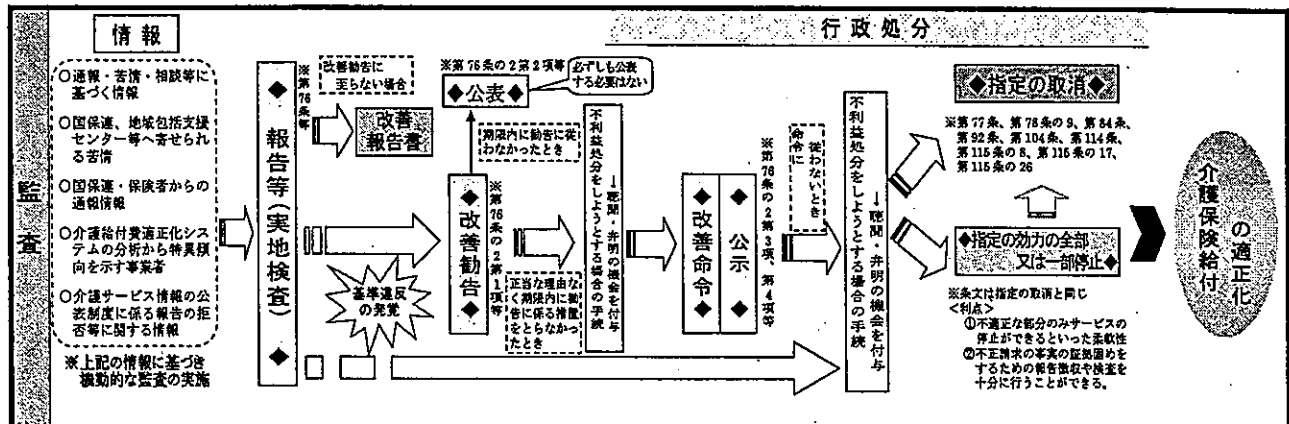 監査
情報
○通報・苦情・相談等に
基づく情報
○国保連、地域包括支援
センター等へ寄せられ
る苦情
○国保連・保険者からの
通報情報
○介護給付費適正化シス
テムの分析から特異傾
向を示す事業者
○介護サービス情報の公
表制度に係る報告の拒
否等に関する情報
※上記の情報に基づき
機動的な監査の実施
◆報告等(実地検査)◆
※第76条等
改善勧告に
至らない場合
改善
報告書
基準違反
の発覚
※第76条の2第2項等
◆公表◆
必ずしも公表
する必要はない
期限内に勧告に従
わなかったとき
◆改善勧告◆
※第76条の2第1項等
正当な理由な
く期限内に勧
告に係る措置
をとらなかっ
たとき
不利益処分をしようとする場合の手続
→聴聞・弁明の機会を付与
行政処分
◆改善命令◆
◆公示◆
※第76条の2第3項、第4項等
命令に
従わないとき
不利益処分をしようとする場合の手続
→聴聞・弁明の機会を付与
◆指定の取消◆
※第77条、第78条の9、第84条、
第92条、第104条、第114条、
第115条の8、第115条の17、
第115条の26
◆指定の効力の全部
又は一部停止◆
※条文は指定の取消と同じ
<利点>
①不適正な部分のみサービスの
停止ができるといった柔軟性
②不正請求の事実の証拠固めを
するための報告徴収や検査を
十分に行うことができる。
介護保険給付
の適正化